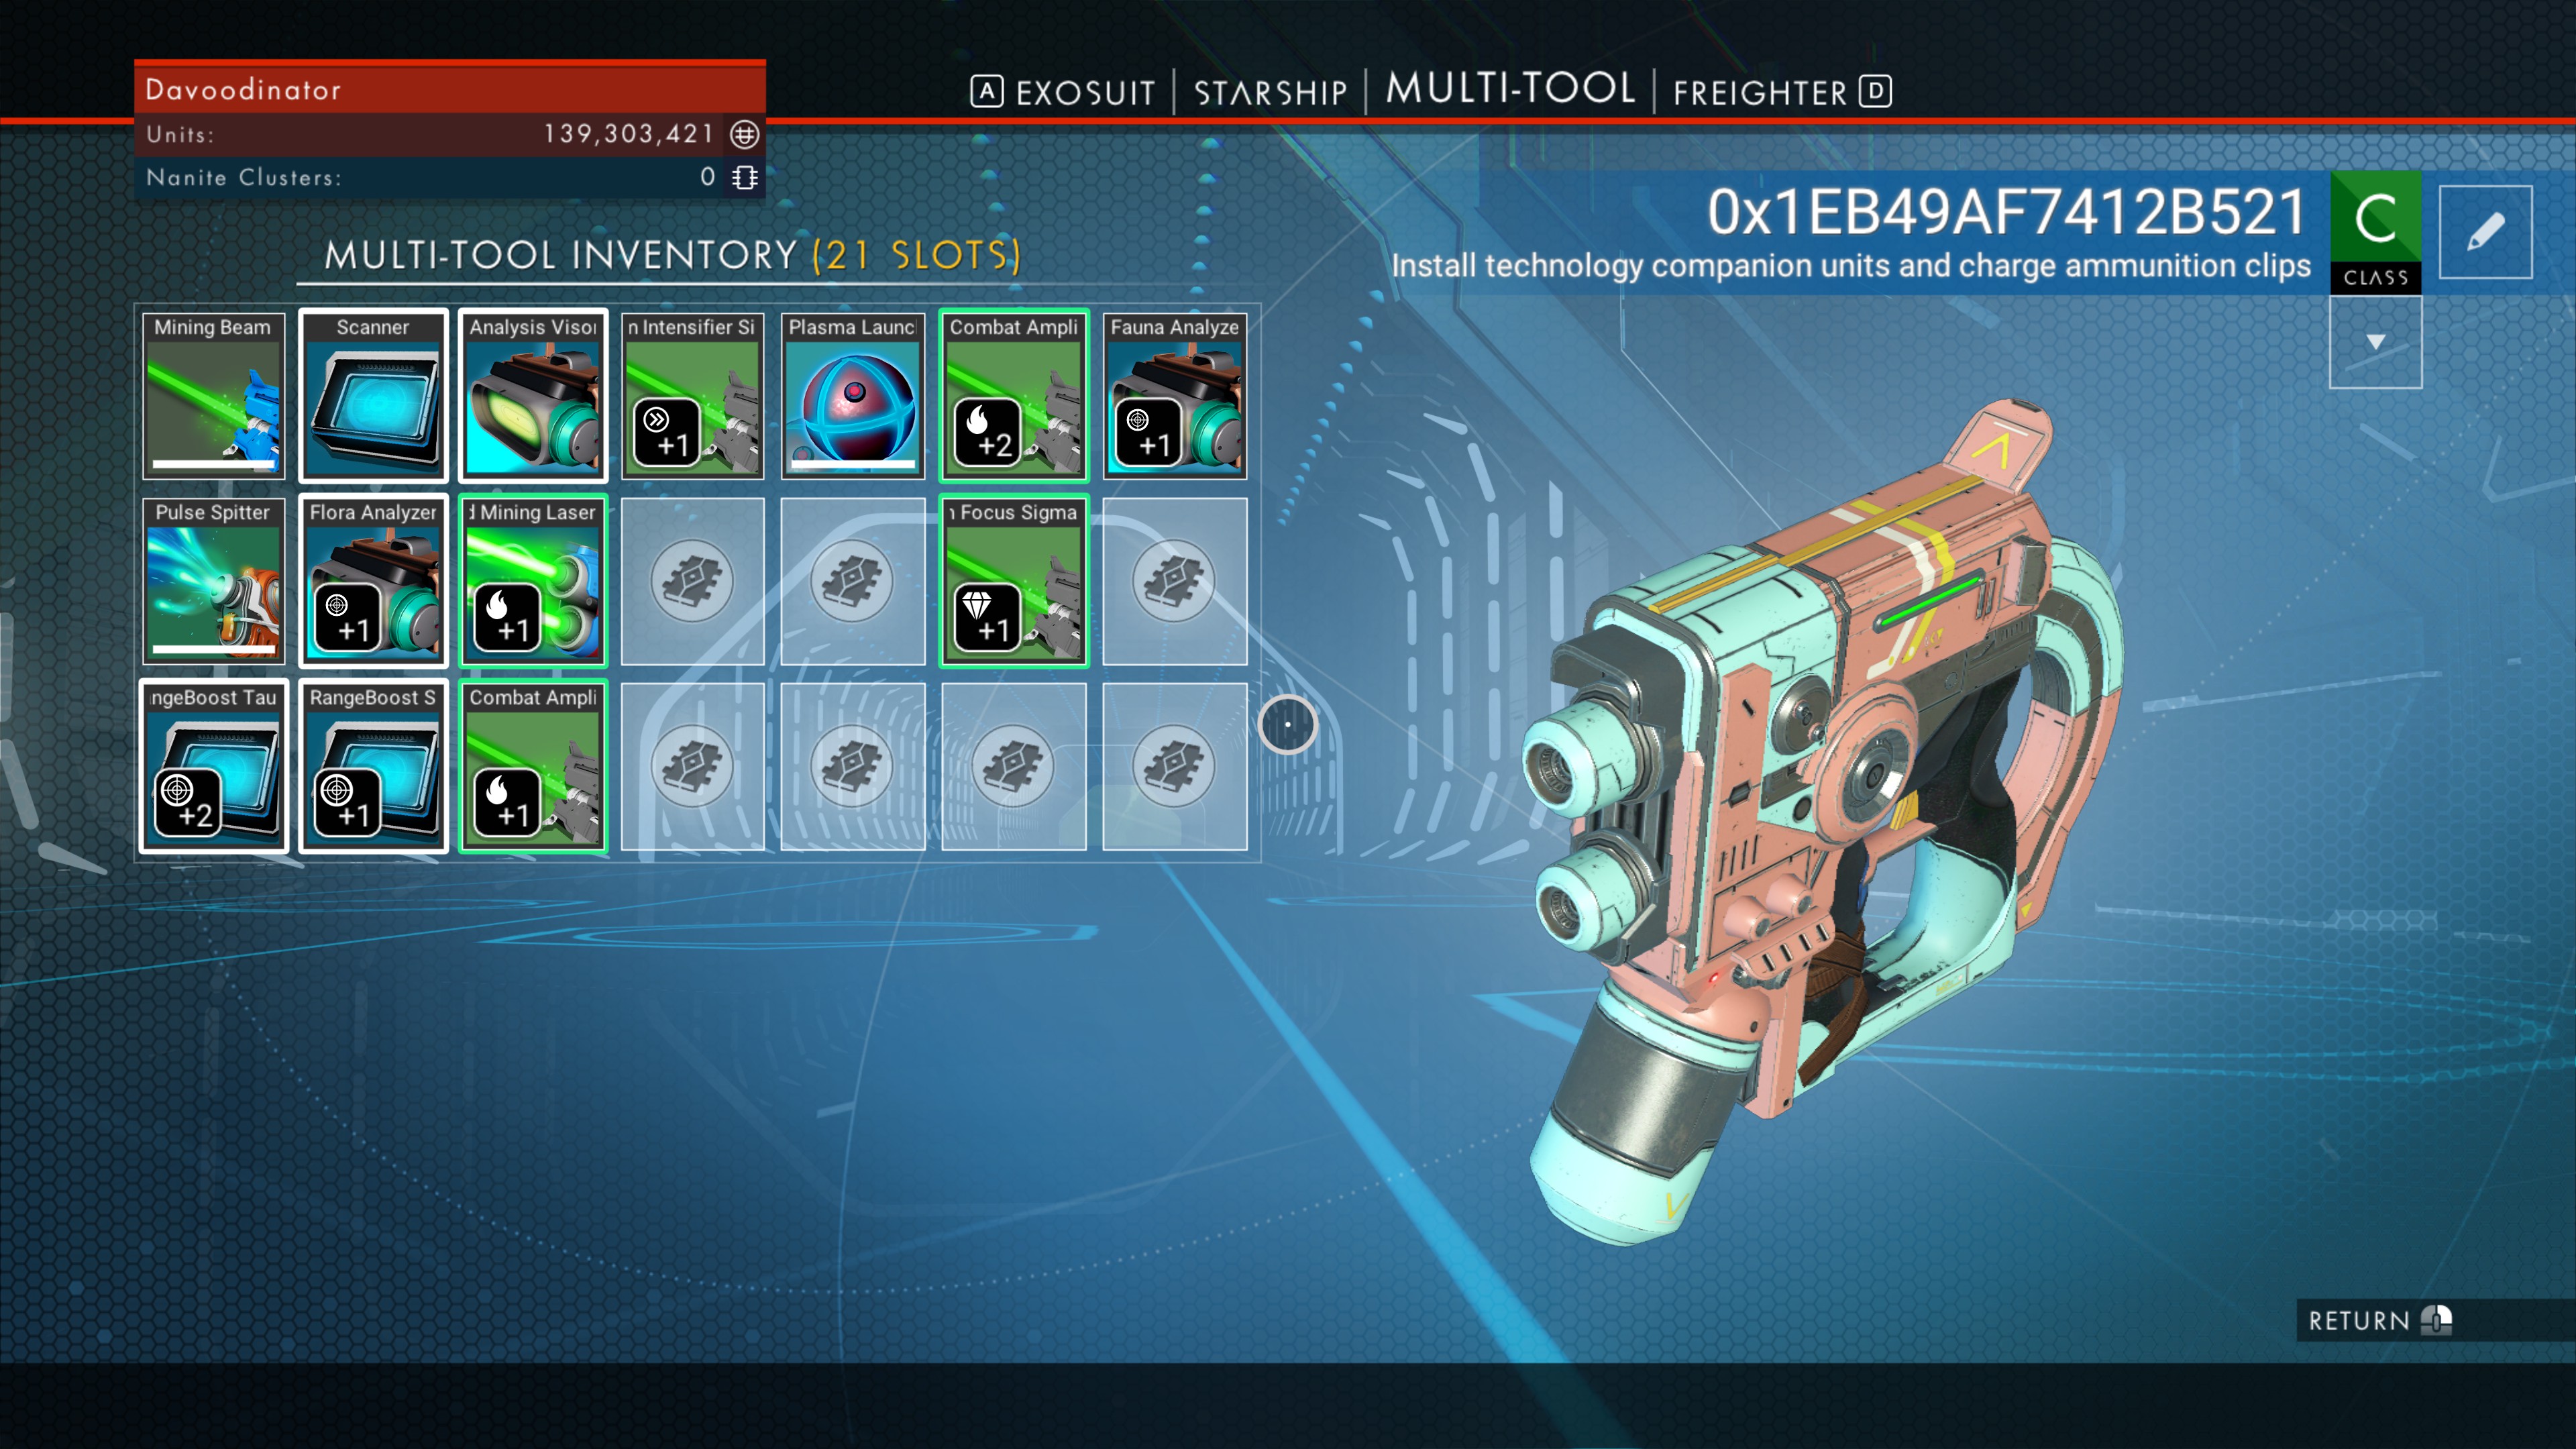 Davoodinator
Units: 139,303,421
Nanite Clusters: 0
A EXOSUIT STARSHIP MULTI-TOOL FREIGHTER D
0x1EB49AF7412B521
Install technology companion units and charge ammunition clips
C
CLASS
MULTI-TOOL INVENTORY (21 SLOTS)
Mining Beam Scanner Analysis Viso n Intensifier Si Plasma Launc Combat Ampli Fauna Analyze
+1 +2 +1
Pulse Spitter Flora Analyzer d Mining Laser n Focus Sigma
+1 +1 +1
ngeBoost Tau RangeBoost S Combat Ampli
+2 +1 +1
RETURN